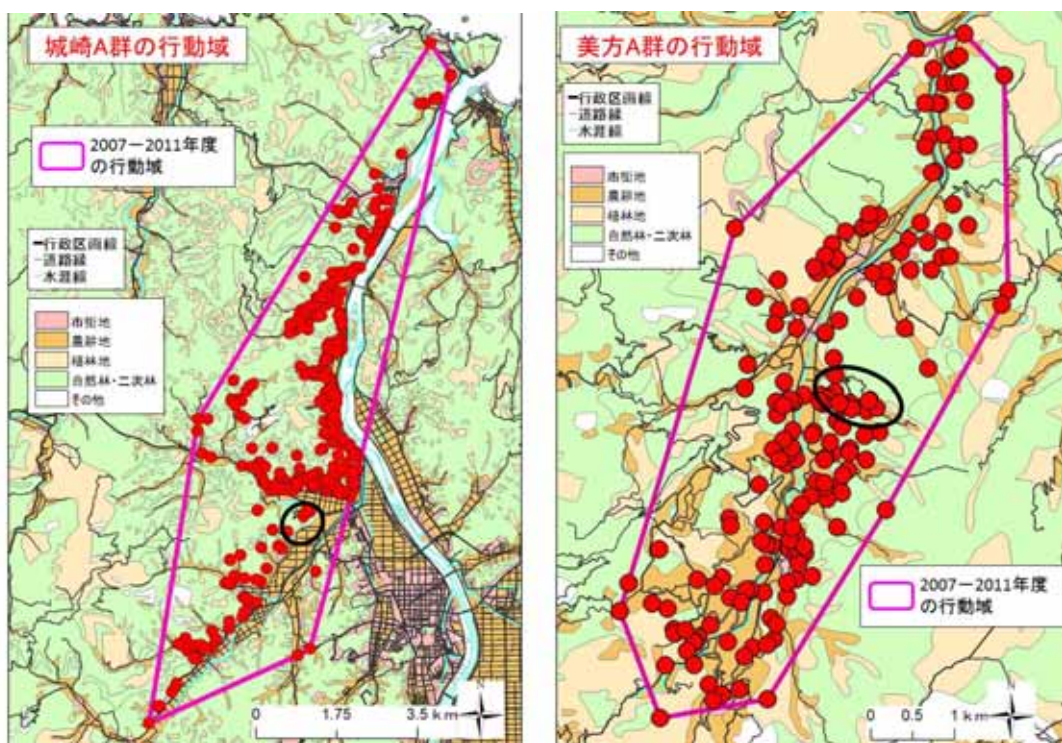 城崎A群の行動域
2007－2011年度
の行動域
行政区画線
道路縁
水涯線
市街地
農耕地
植林地
自然林・二次林
その他
N
0 1.75 3.5 km
美方A群の行動域
行政区画線
道路縁
水涯線
市街地
農耕地
植林地
自然林・二次林
その他
2007－2011年度
の行動域
N
0 0.5 1 km